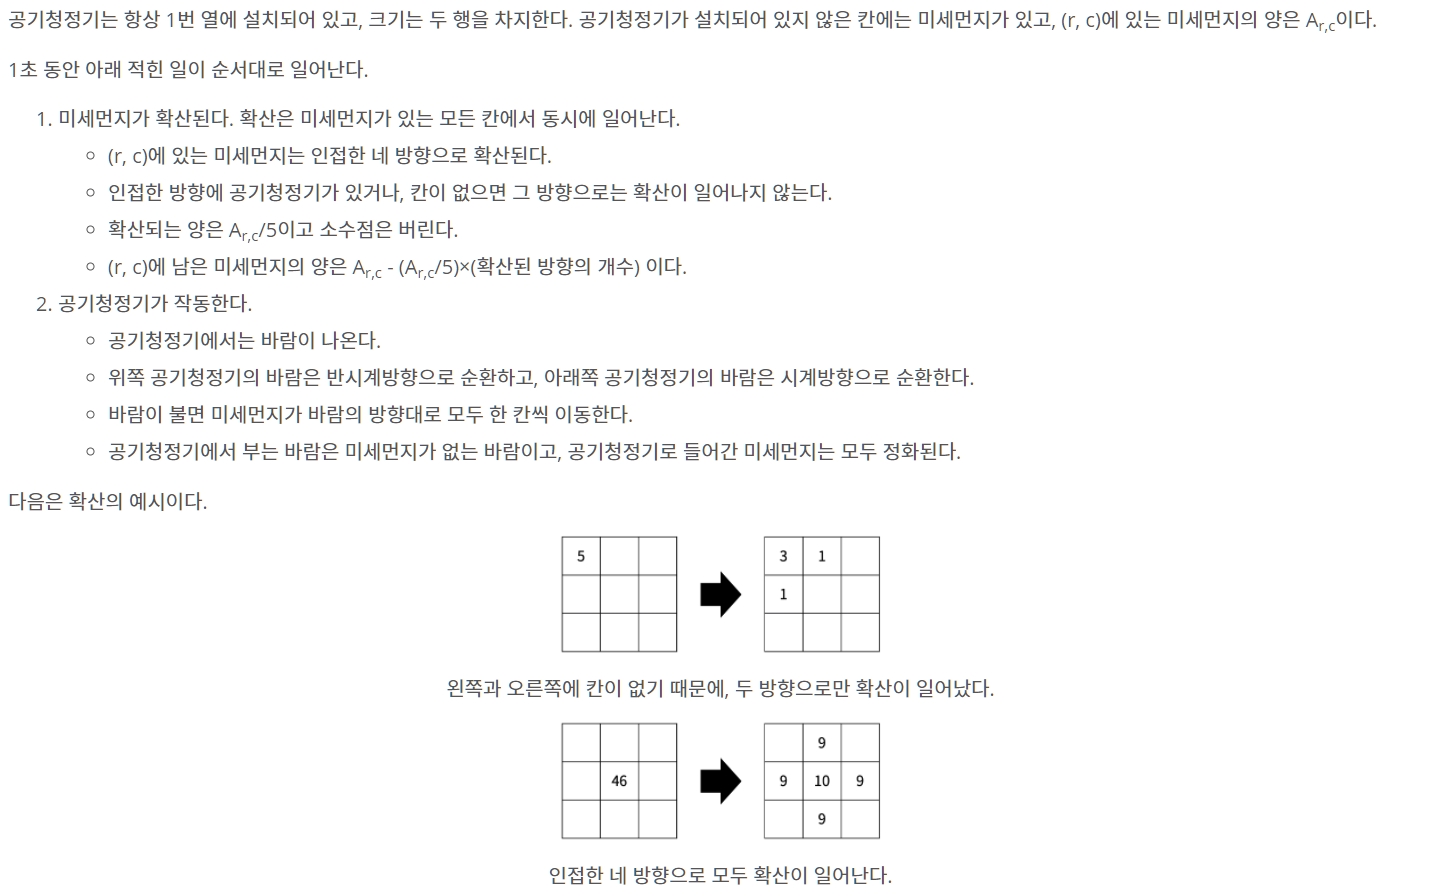 공기청정기는 항상 1번 열에 설치되어 있고, 크기는 두 행을 차지한다. 공기청정기가 설치되어 있지 않은 칸에는 미세먼지가 있고, (r, c)에 있는 미세먼지의 양은 Ar,c이다.
1초 동안 아래 적힌 일이 순서대로 일어난다.
1. 미세먼지가 확산된다. 확산은 미세먼지가 있는 모든 칸에서 동시에 일어난다.
○ (r, c)에 있는 미세먼지는 인접한 네 방향으로 확산된다.
○ 인접한 방향에 공기청정기가 있거나, 칸이 없으면 그 방향으로는 확산이 일어나지 않는다.
○ 확산되는 양은 Ar,c/5이고 소수점은 버린다.
○ (r, c)에 남은 미세먼지의 양은 Ar,c - (Ar,c/5)×(확산된 방향의 개수) 이다.
2. 공기청정기가 작동한다.
○ 공기청정기에서는 바람이 나온다.
○ 위쪽 공기청정기의 바람은 반시계방향으로 순환하고, 아래쪽 공기청정기의 바람은 시계방향으로 순환한다.
○ 바람이 불면 미세먼지가 바람의 방향대로 모두 한 칸씩 이동한다.
○ 공기청정기에서 부는 바람은 미세먼지가 없는 바람이고, 공기청정기로 들어간 미세먼지는 모두 정화된다.
다음은 확산의 예시이다.
5 3 1
1
왼쪽과 오른쪽에 칸이 없기 때문에, 두 방향으로만 확산이 일어났다.
9
46 9 10 9
9
인접한 네 방향으로 모두 확산이 일어난다.